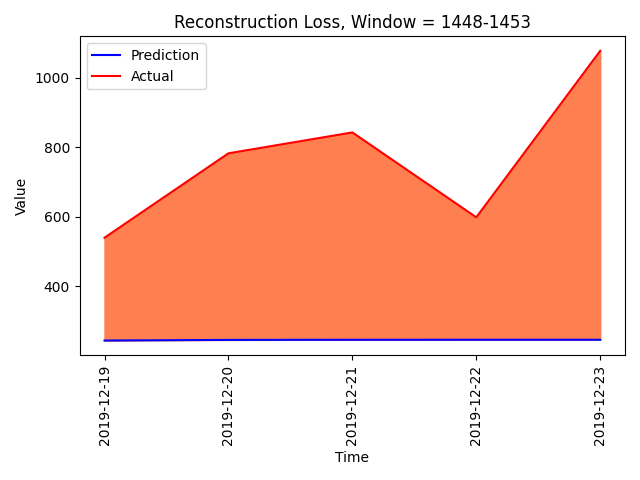 Reconstruction Loss, Window = 1448-1453
Prediction
Actual
1000
800
600
400
Value
2019-12-19
2019-12-20
2019-12-21
2019-12-22
2019-12-23
Time